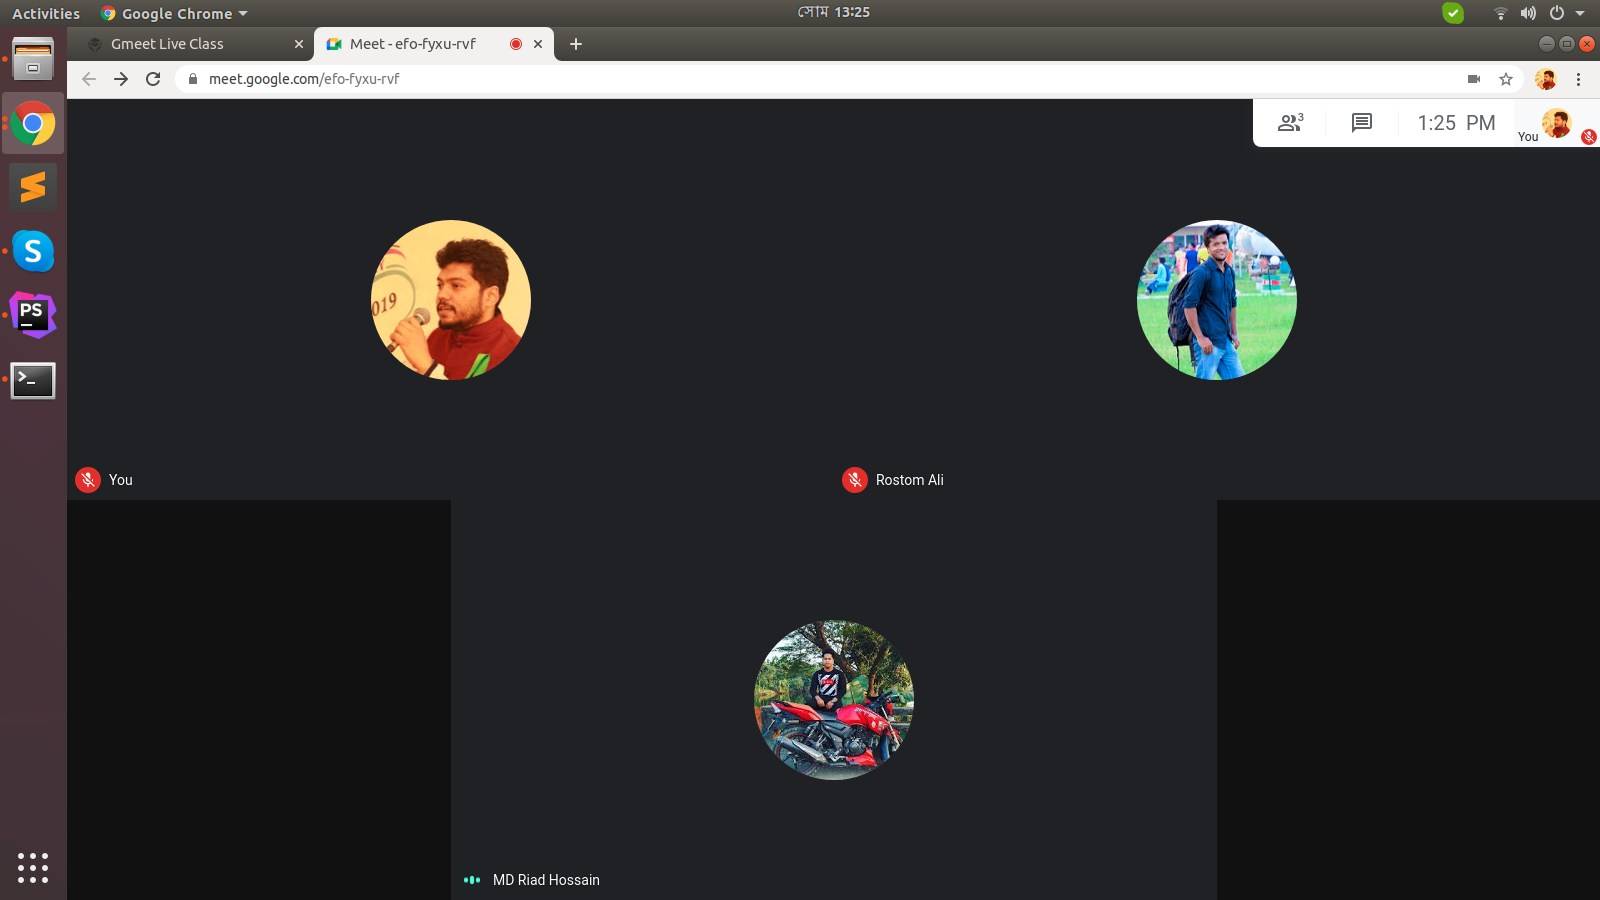 Activities
Google Chrome
সোম 13:25
Gmeet Live Class
Meet - efo-fyxu-rvf
meet.google.com/efo-fyxu-rvf
3
1:25 PM
You
019
You
Rostom Ali
MD Riad Hossain
S
PS
>_